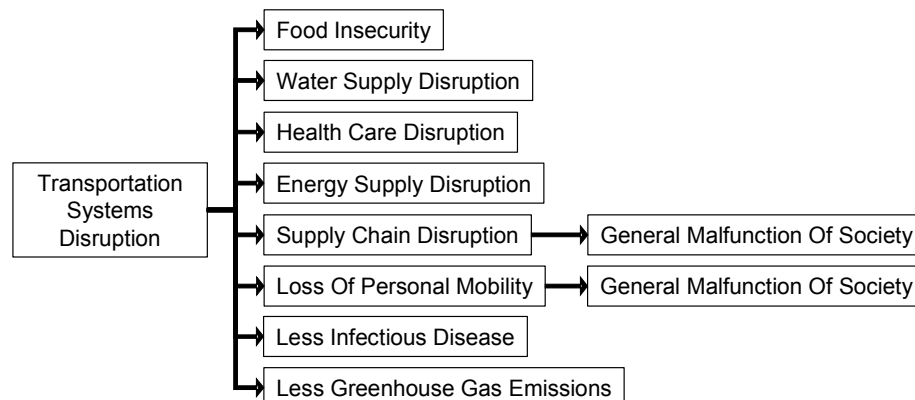 Food Insecurity
Water Supply Disruption
Health Care Disruption
Transportation
Systems
Disruption
Energy Supply Disruption
Supply Chain Disruption
General Malfunction Of Society
Loss Of Personal Mobility
General Malfunction Of Society
Less Infectious Disease
Less Greenhouse Gas Emissions